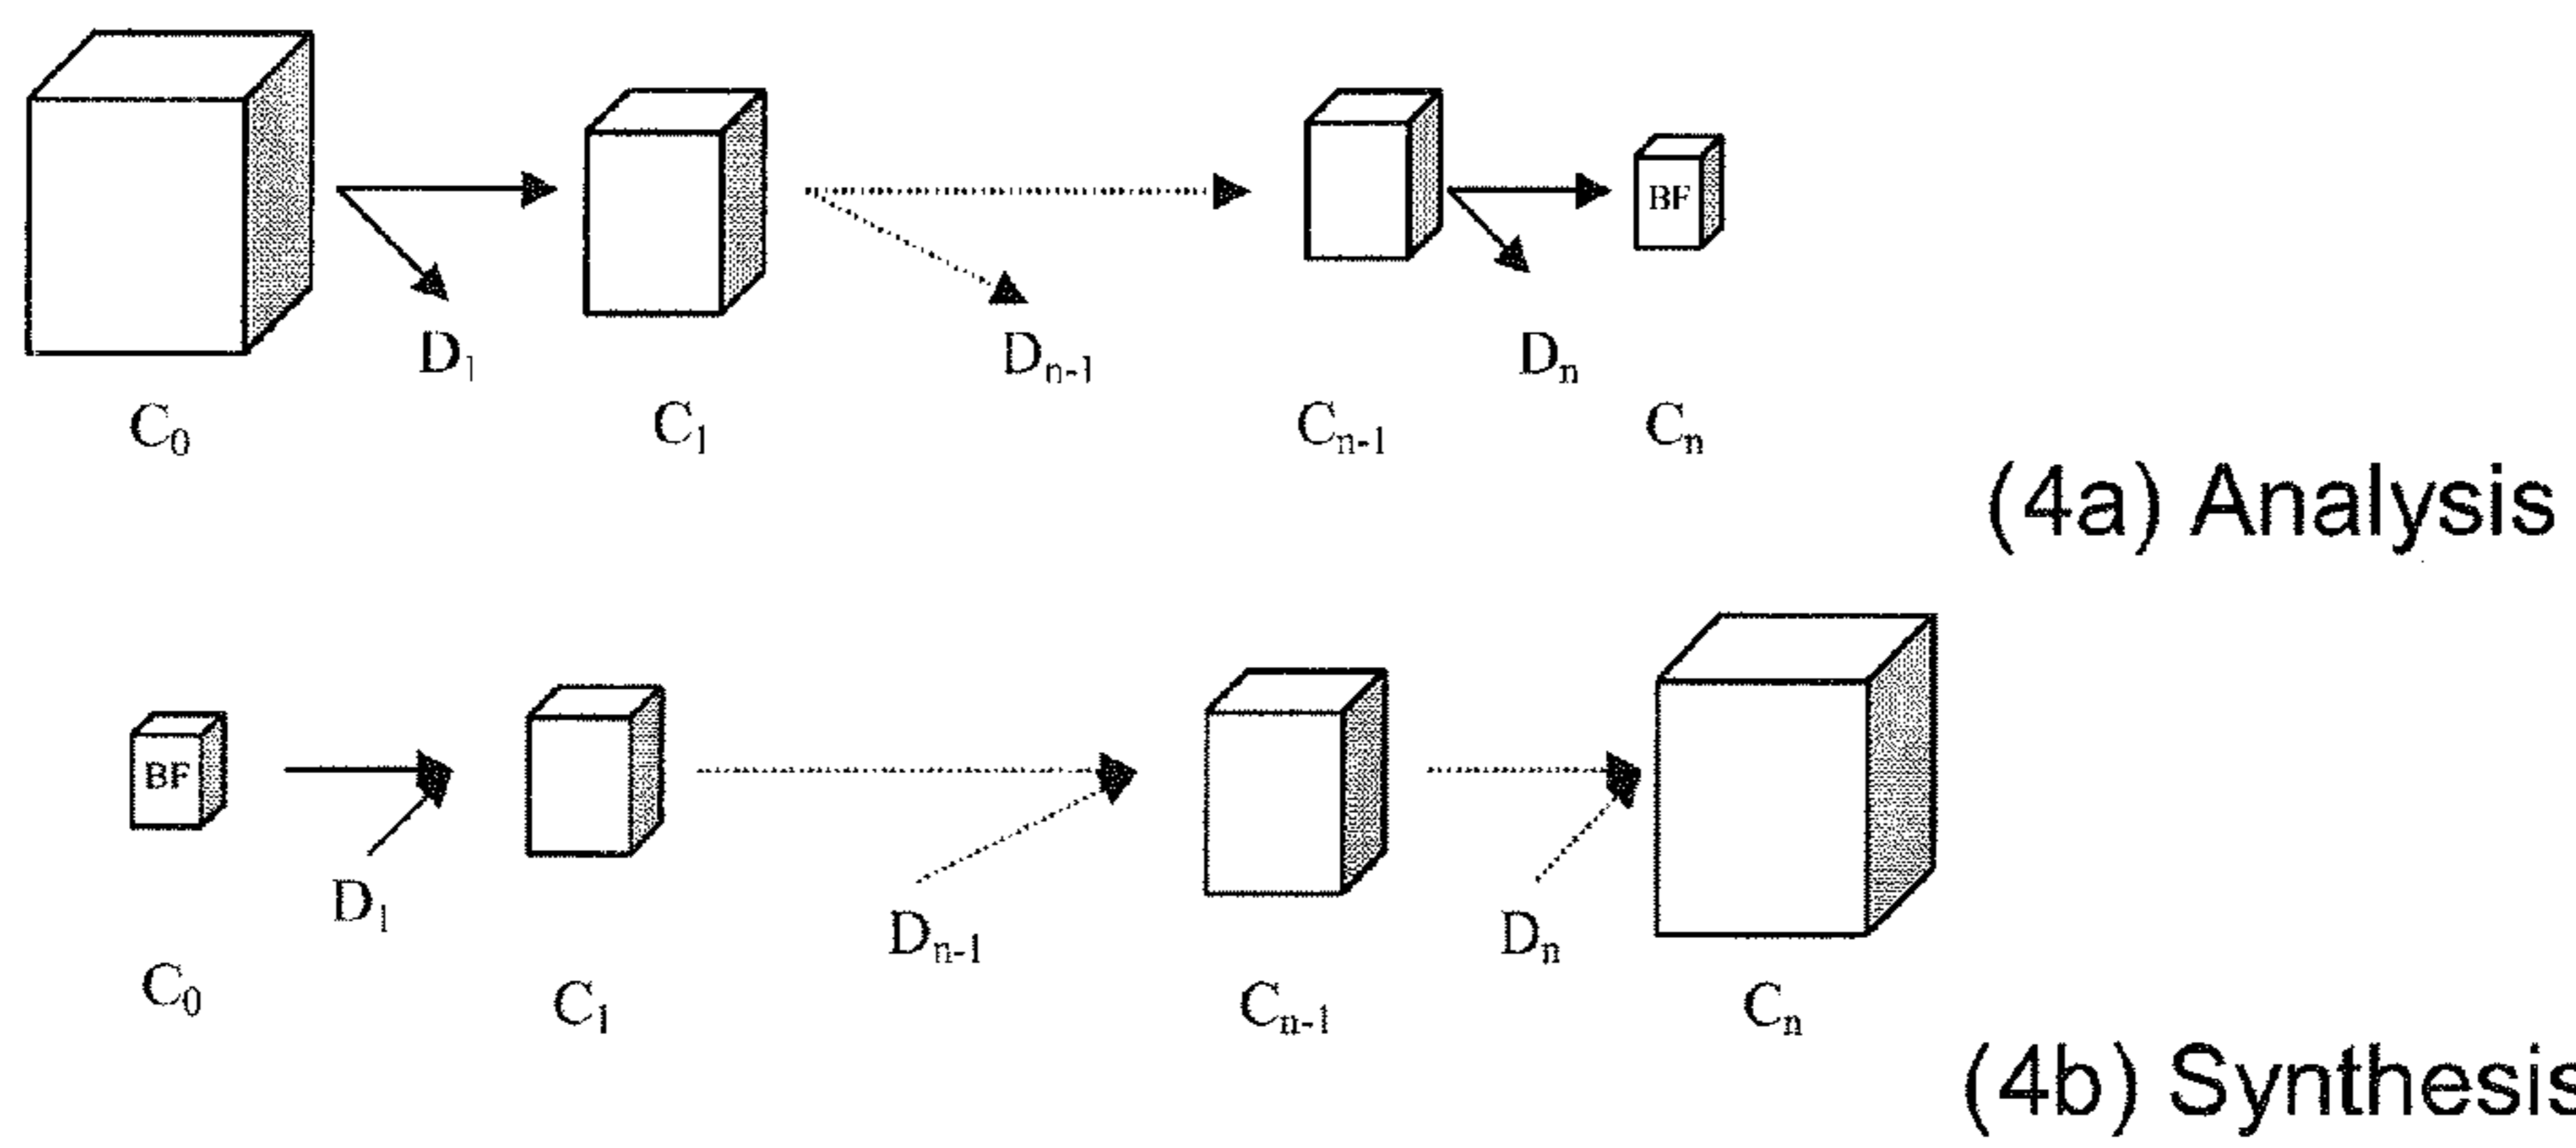 BF
D₁ Dₙ₋₁ Dₙ
C₀ C₁ Cₙ₋₁ Cₙ
(4a) Analysis
BF
D₁ Dₙ₋₁ Dₙ
C₀ C₁ Cₙ₋₁ Cₙ
(4b) Synthesis